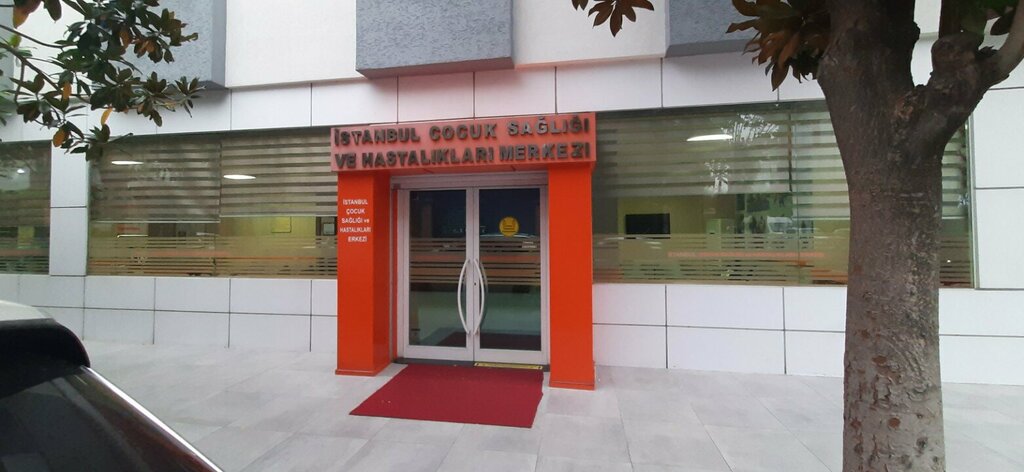 İSTANBUL ÇOCUK SAĞLIĞI
VE HASTALIKLARI MERKEZİ
İSTANBUL
ÇOCUK
SAĞLIĞI ve
HASTALIKLARI
ERKEZİ